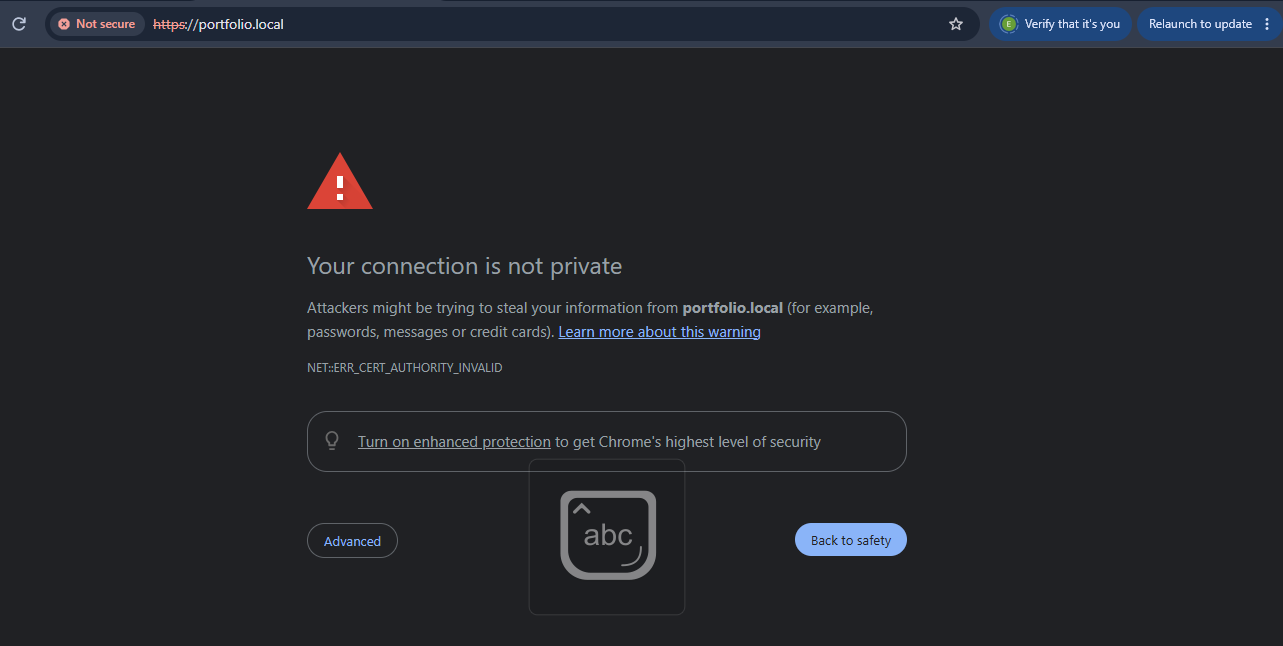 Not secure https://portfolio.local E Verify that it's you Relaunch to update
Your connection is not private
Attackers might be trying to steal your information from portfolio.local (for example,
passwords, messages or credit cards). Learn more about this warning
NET::ERR_CERT_AUTHORITY_INVALID
Turn on enhanced protection to get Chrome's highest level of security
abc
Advanced Back to safety